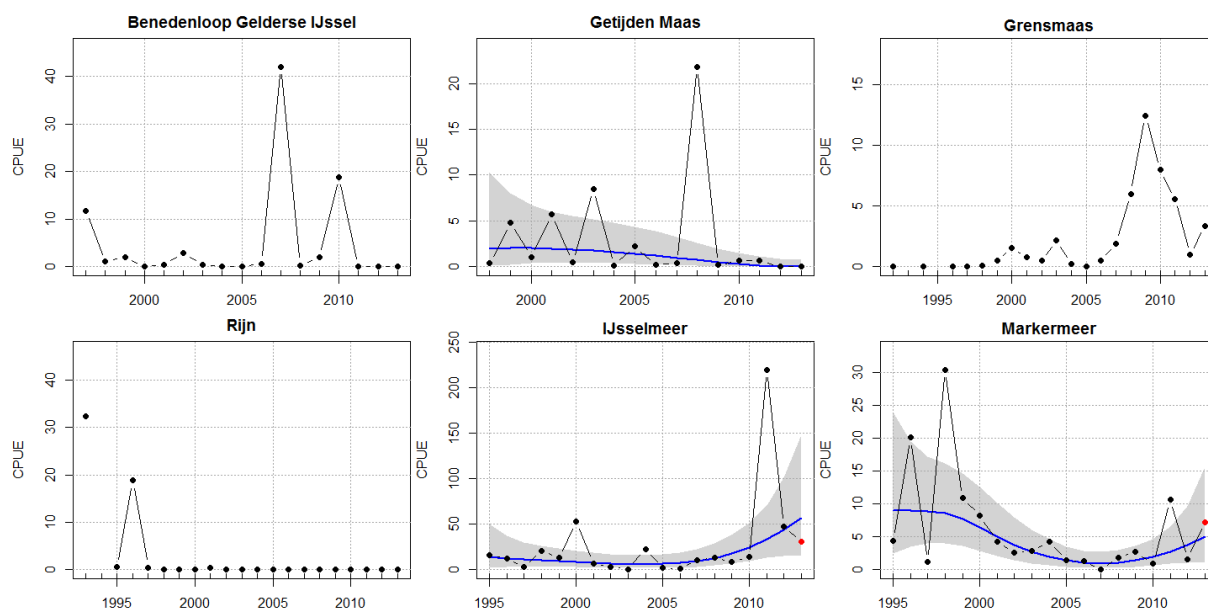 Benedenloop Gelderse IJssel
CPUE
0 10 20 30 40
2000 2005 2010
Getijden Maas
CPUE
0 5 10 15 20
2000 2005 2010
Grensmaas
CPUE
0 5 10 15
1995 2000 2005 2010
Rijn
CPUE
0 10 20 30 40
1995 2000 2005 2010
IJsselmeer
CPUE
0 50 100 150 200 250
1995 2000 2005 2010
Markermeer
CPUE
0 5 10 15 20 25 30
1995 2000 2005 2010